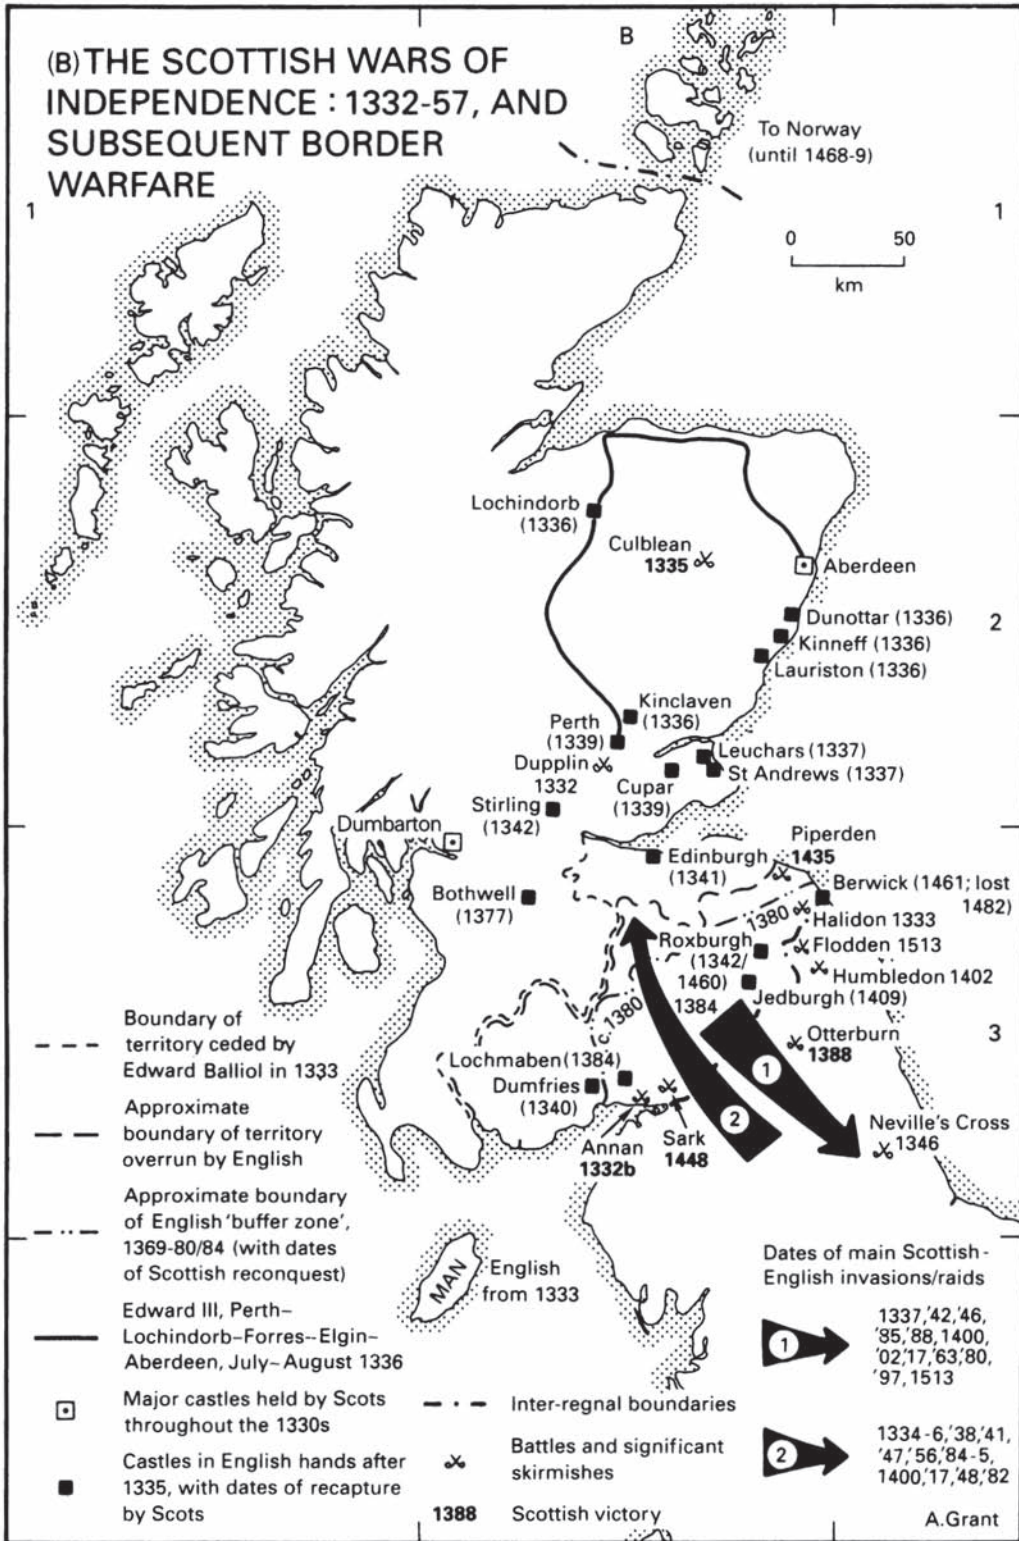 (B) THE SCOTTISH WARS OF
INDEPENDENCE : 1332-57, AND
SUBSEQUENT BORDER
WARFARE
B
To Norway
(until 1468-9)
1
1
0
50
km
Lochindorb
(1336)
Culblean
1335
Aberdeen
Dunottar (1336)
2
Kinneff (1336)
Lauriston (1336)
Kinclaven
(1336)
Perth
(1339)
Leuchars (1337)
Dupplin
1332
St Andrews (1337)
Cupar
(1339)
Stirling
(1342)
Dumbarton
Edinburgh
(1341)
Piperden
1435
Bothwell
(1377)
Berwick (1461; lost
1482)
1380
Halidon 1333
Roxburgh
(1342/
1460)
Flodden 1513
Humbledon 1402
1384
Jedburgh (1409)
1380
Otterburn
1388
3
1
2
Lochmaben (1384)
Dumfries
(1340)
Annan
1332b
Sark
1448
Neville's Cross
1346
MAN
English
from 1333
Boundary of
territory ceded by
Edward Balliol in 1333
Approximate
boundary of territory
overrun by English
Approximate boundary
of English 'buffer zone',
1369-80/84 (with dates
of Scottish reconquest)
Edward III, Perth–
Lochindorb–Forres–Elgin–
Aberdeen, July–August 1336
Major castles held by Scots
throughout the 1330s
Castles in English hands after
1335, with dates of recapture
by Scots
Inter-regnal boundaries
Battles and significant
skirmishes
1388 Scottish victory
Dates of main Scottish-
English invasions/raids
1
1337,'42,'46,
'85,'88, 1400,
'02,17,'63,'80,
'97, 1513
2
1334-6,'38,'41,
'47,'56,'84-5,
1400,'17,'48,'82
A.Grant